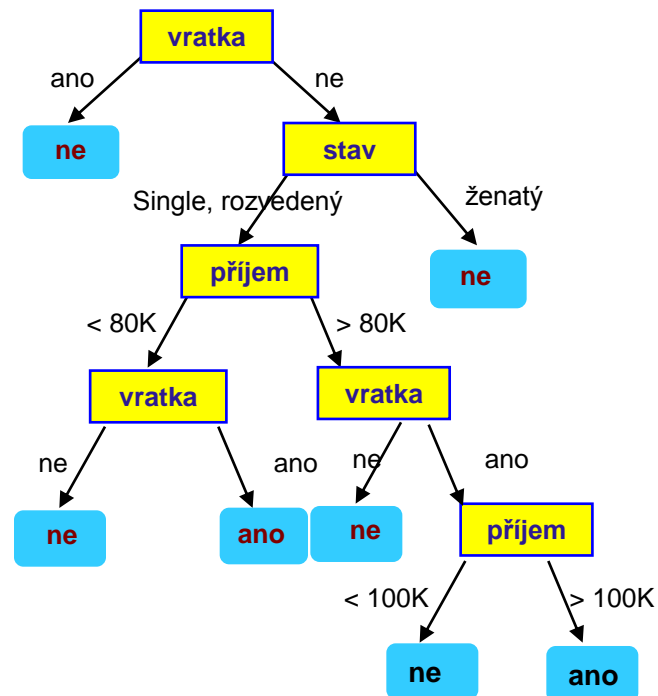 vratka
ano
ne
ne
stav
Single, rozvedený
ženatý
příjem
ne
< 80K
> 80K
vratka
vratka
ne
ano
ne
ano
ne
ano
ne
příjem
< 100K
> 100K
ne
ano